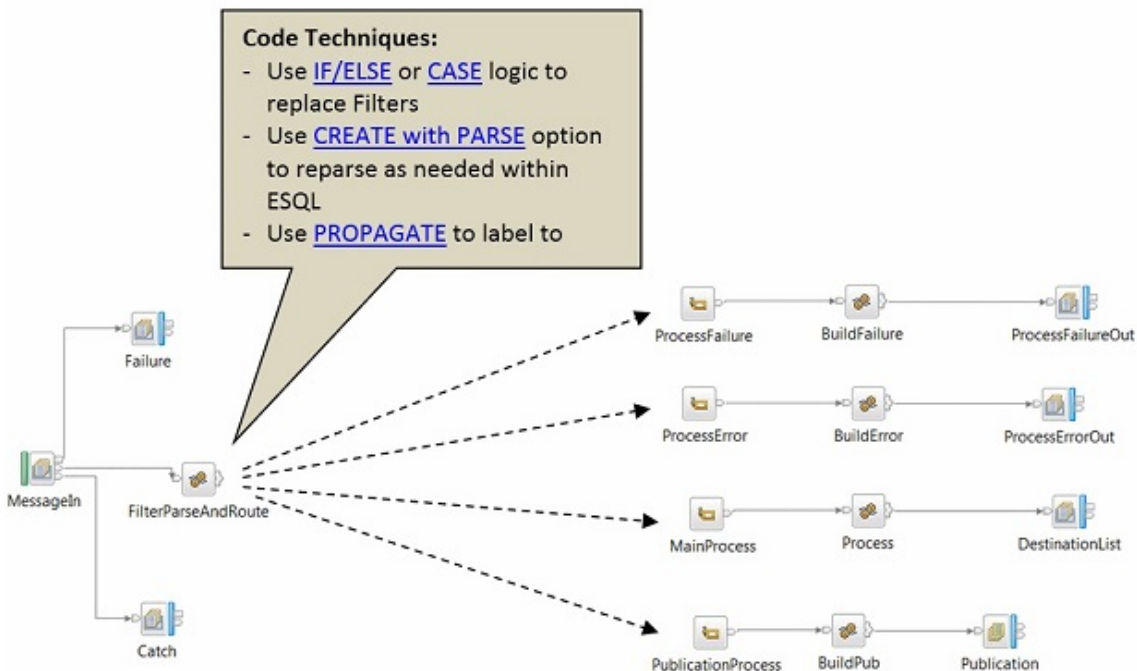 Code Techniques:
- Use IF/ELSE or CASE logic to
replace Filters
- Use CREATE with PARSE option
to reparse as needed within
ESQL
- Use PROPAGATE to label to
Failure
MessageIn
FilterParseAndRoute
Catch
ProcessFailure
BuildFailure
ProcessFailureOut
ProcessError
BuildError
ProcessErrorOut
MainProcess
Process
DestinationList
PublicationProcess
BuildPub
Publication